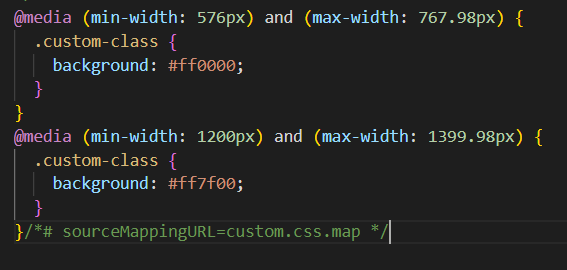 @media (min-width: 576px) and (max-width: 767.98px) {
  .custom-class {
    background: #ff0000;
  }
}
@media (min-width: 1200px) and (max-width: 1399.98px) {
  .custom-class {
    background: #ff7f00;
  }
}/*# sourceMappingURL=custom.css.map */